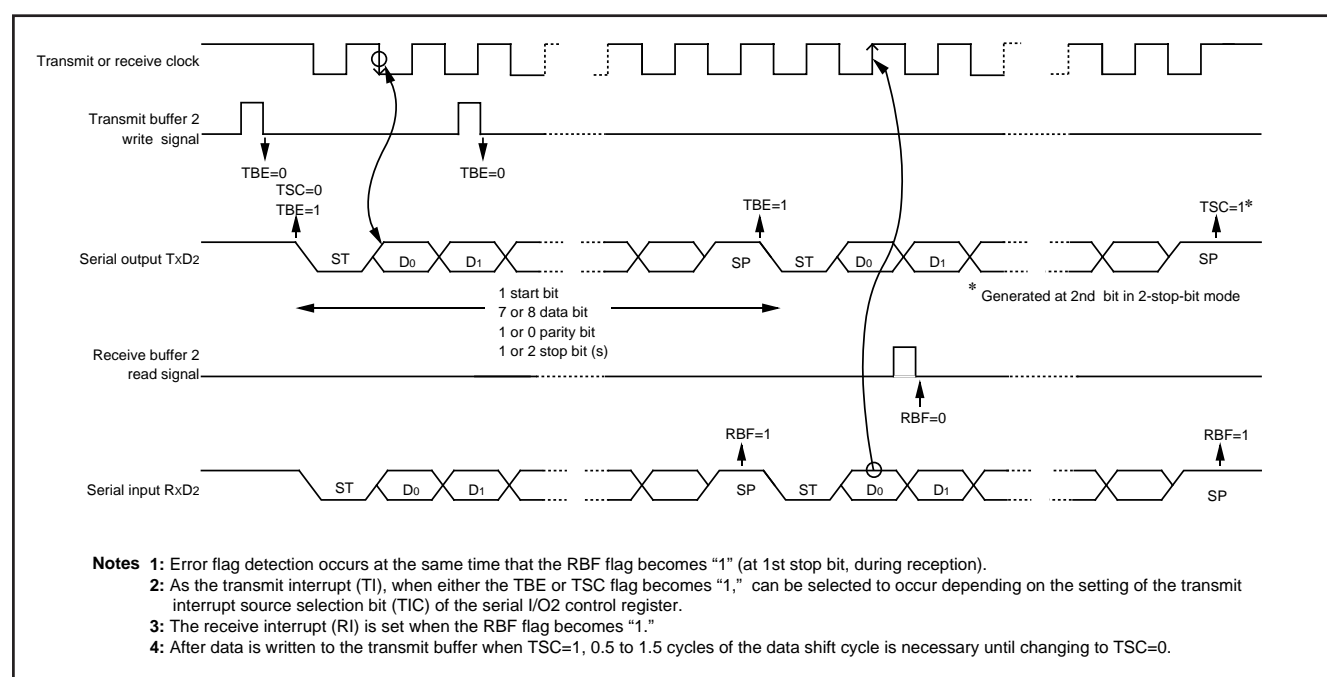 Transmit or receive clock
Transmit buffer 2
write signal
TBE=0
TBE=0
TSC=0
TBE=1
TBE=1
TSC=1*
Serial output TxD2
ST
D0
D1
SP
ST
D0
D1
SP
* Generated at 2nd bit in 2-stop-bit mode
1 start bit
7 or 8 data bit
1 or 0 parity bit
1 or 2 stop bit (s)
Receive buffer 2
read signal
RBF=0
RBF=1
RBF=1
Serial input RxD2
ST
D0
D1
SP
ST
D0
D1
SP
Notes 1: Error flag detection occurs at the same time that the RBF flag becomes “1” (at 1st stop bit, during reception).
2: As the transmit interrupt (TI), when either the TBE or TSC flag becomes “1,” can be selected to occur depending on the setting of the transmit
interrupt source selection bit (TIC) of the serial I/O2 control register.
3: The receive interrupt (RI) is set when the RBF flag becomes “1.”
4: After data is written to the transmit buffer when TSC=1, 0.5 to 1.5 cycles of the data shift cycle is necessary until changing to TSC=0.